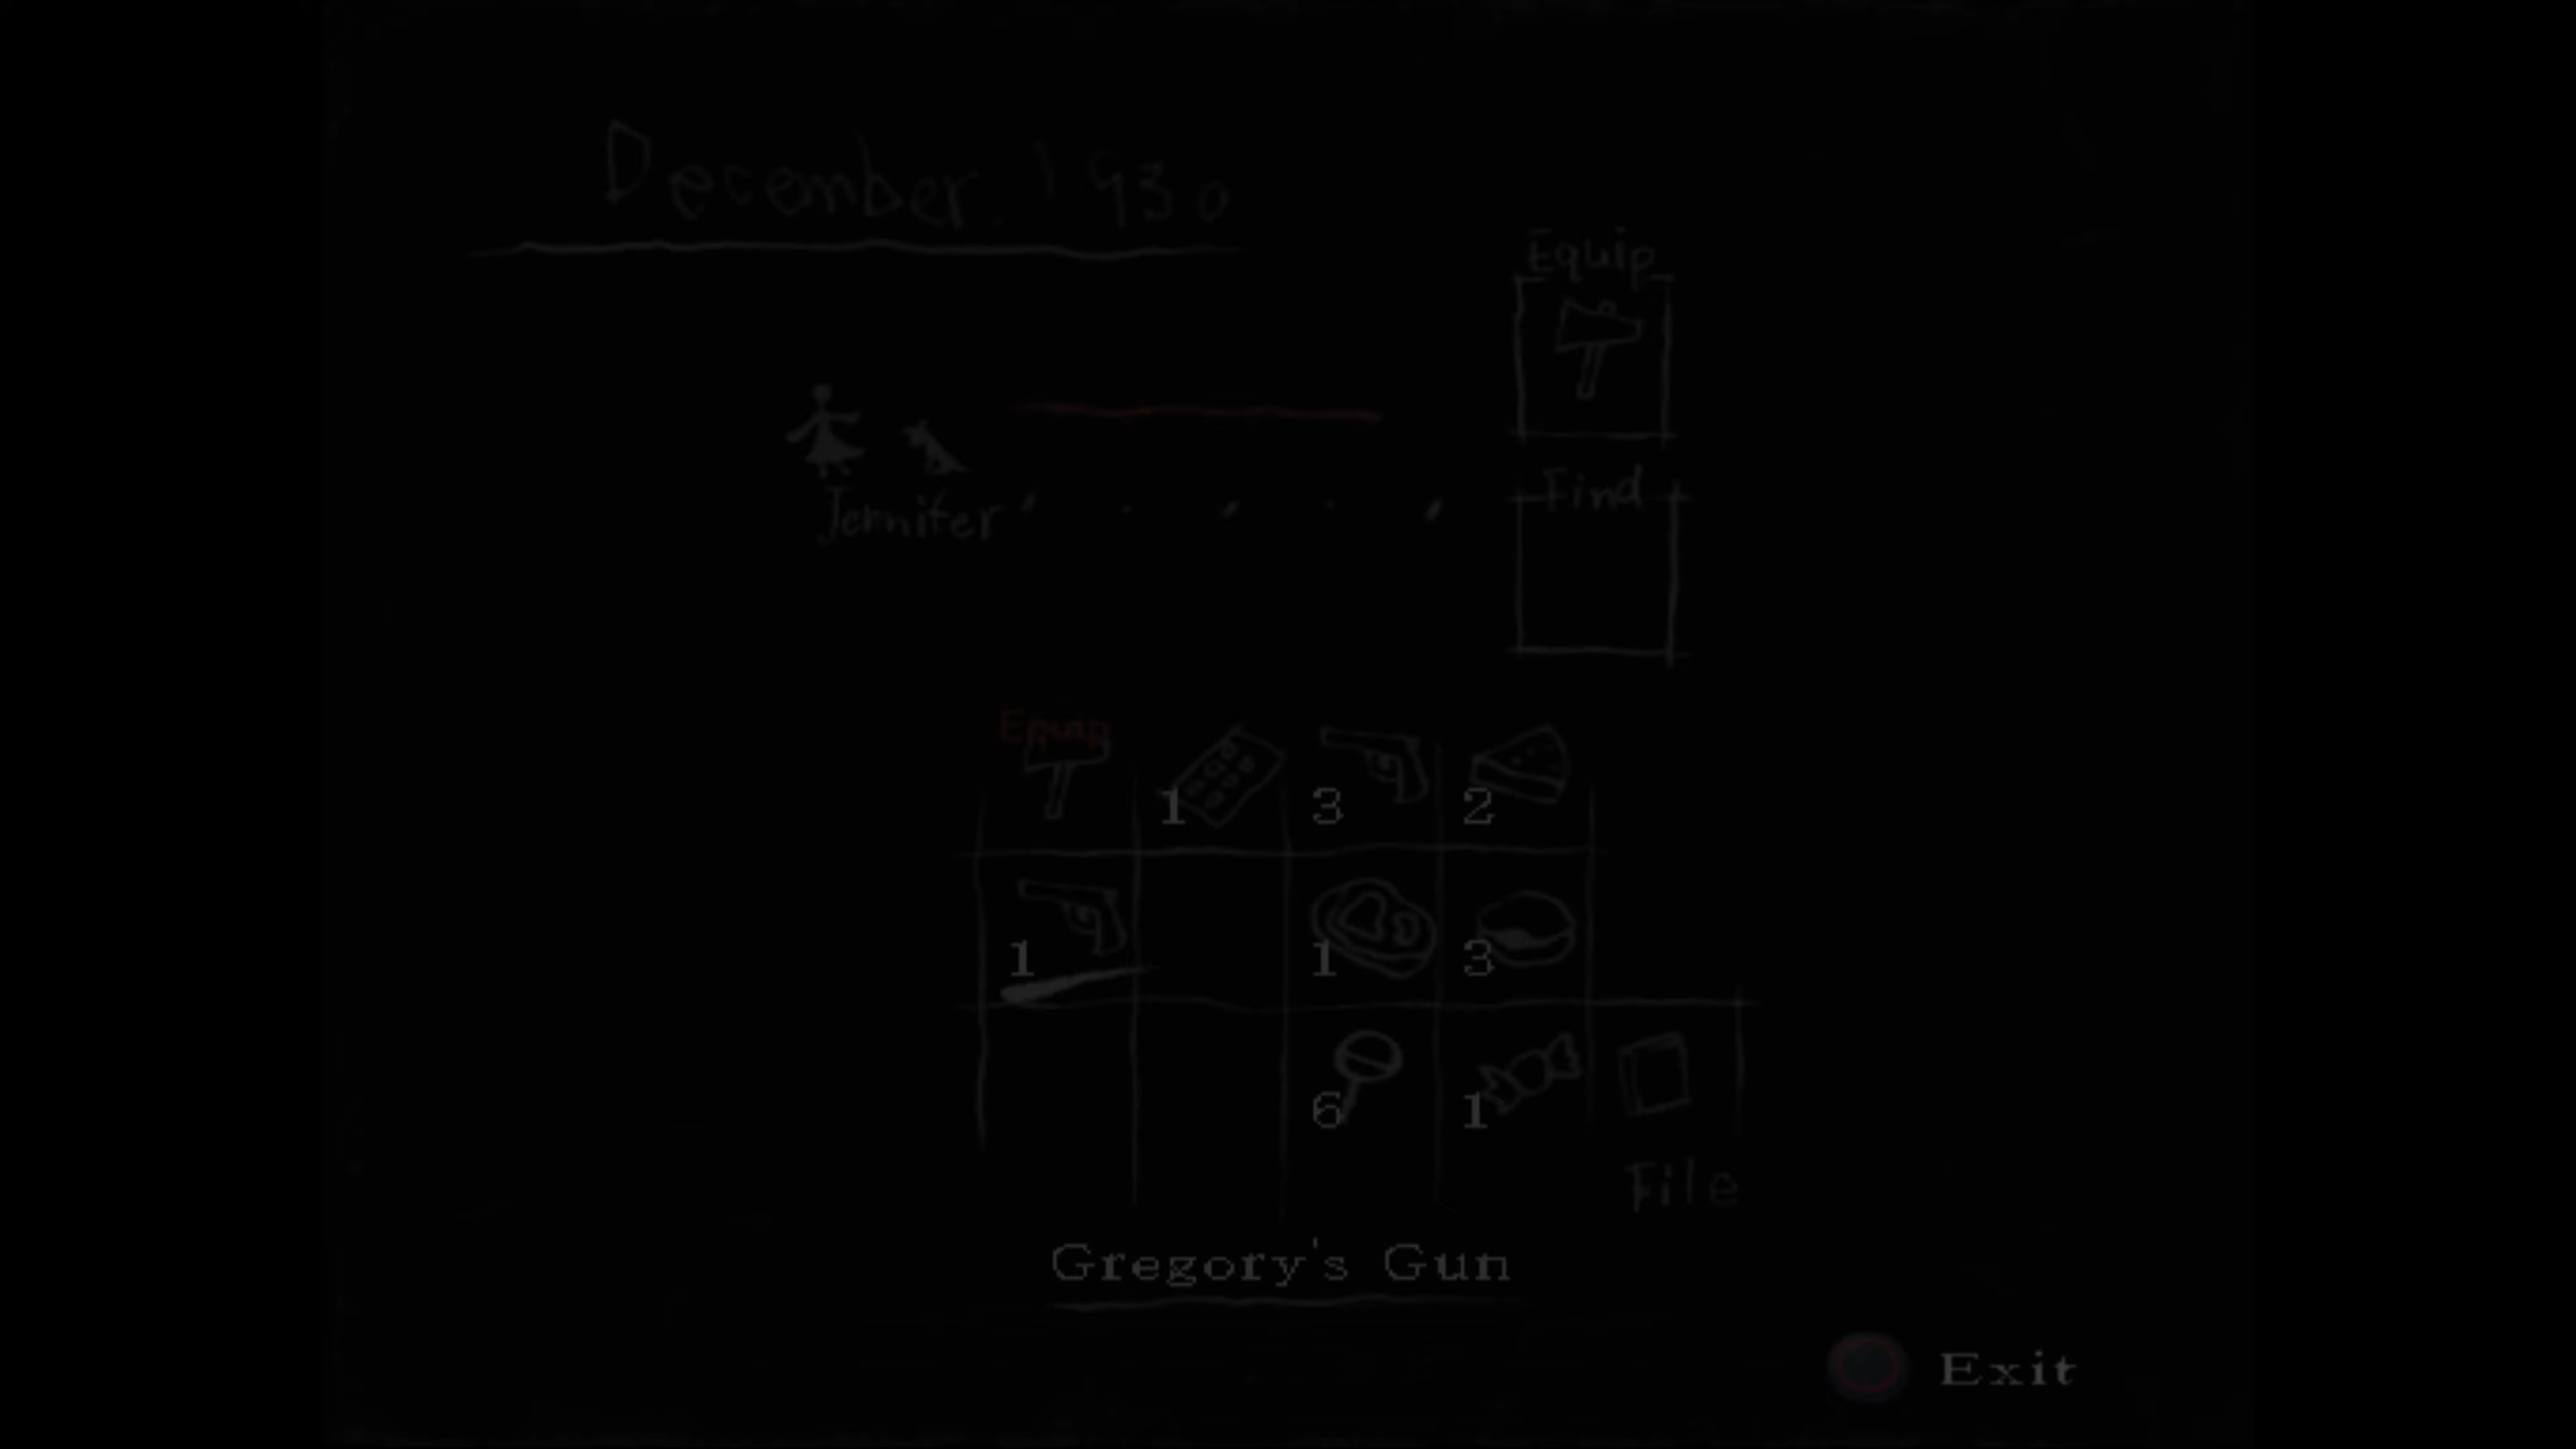 December. 1930
Equip
Jennifer
Find
Equip
1 3 2
1 1 3
6 1
File
Gregory's Gun
Exit